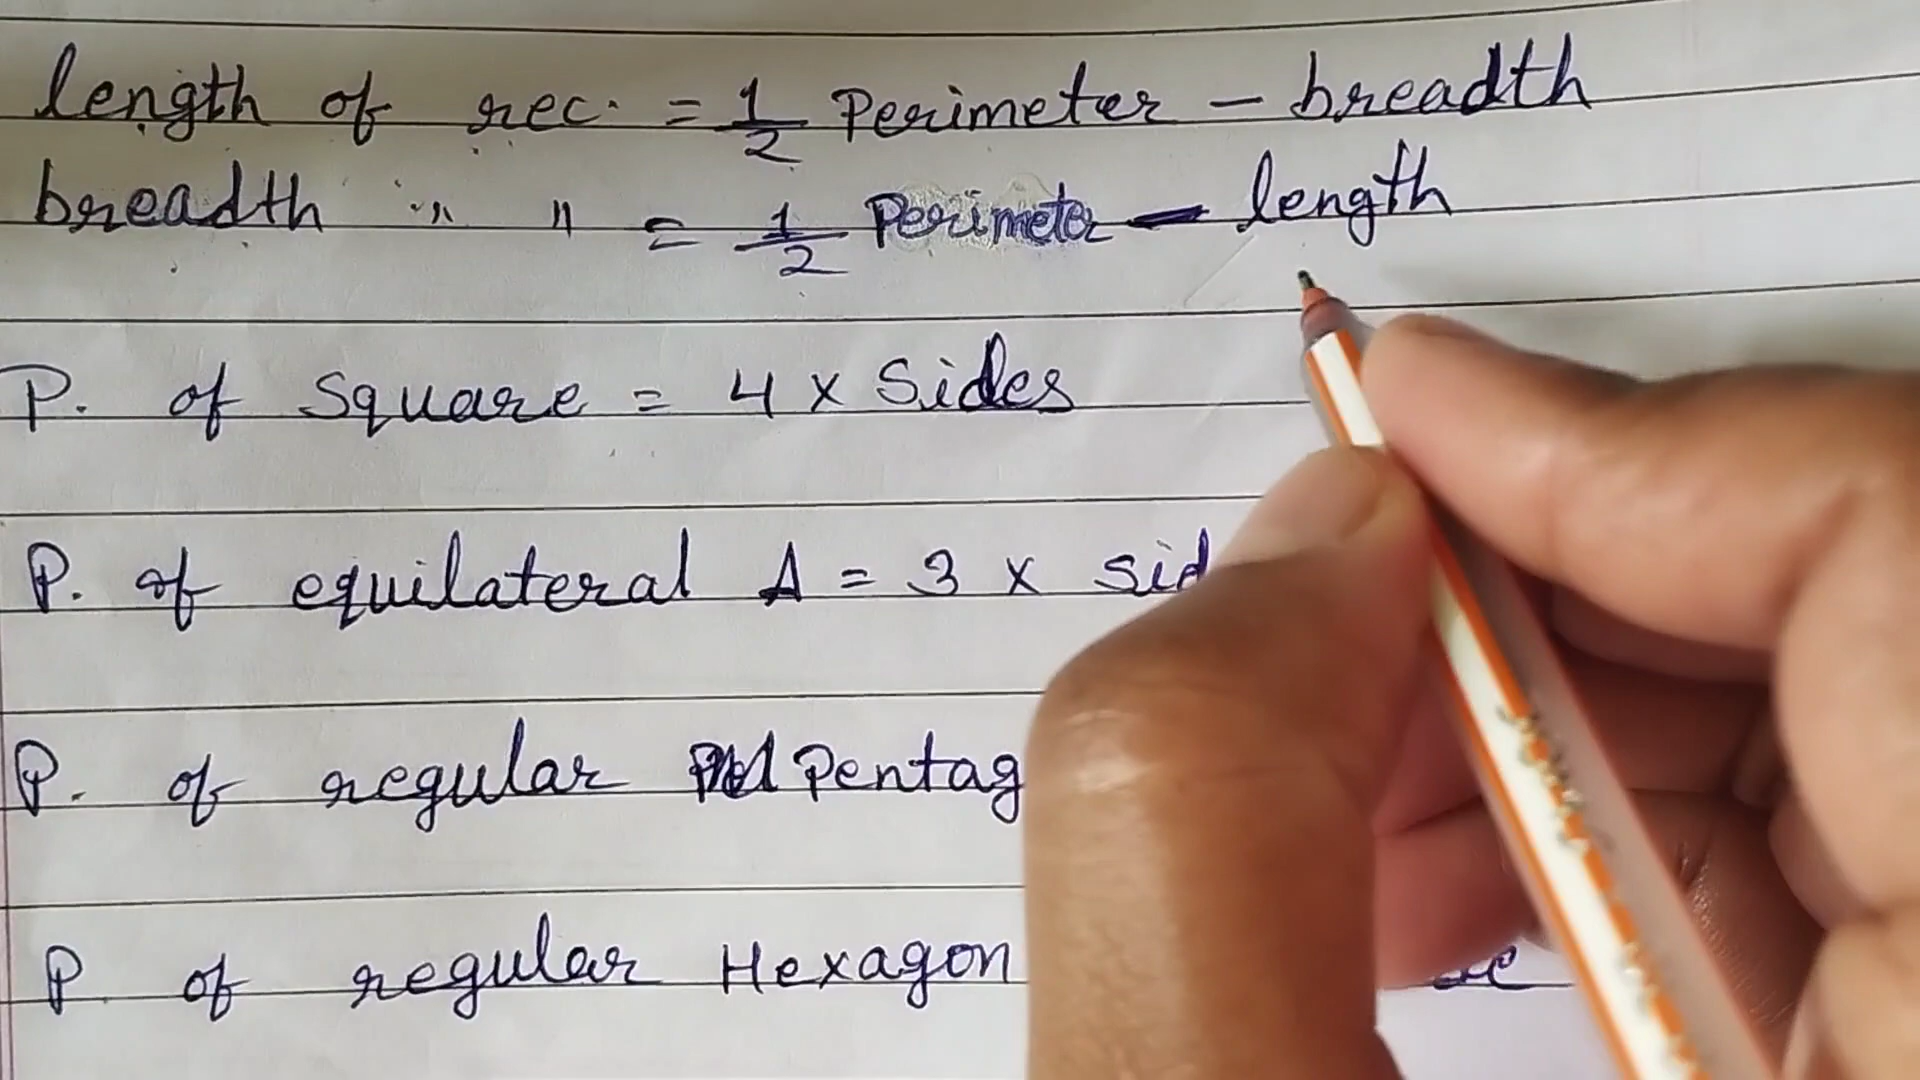 length of rec. = 1/2 Perimeter - breadth
breadth " " = 1/2 Perimeter - length
P. of Square = 4 x Sides
P. of equilateral Δ = 3 x sid
P. of regular Pentag
P of regular Hexagon